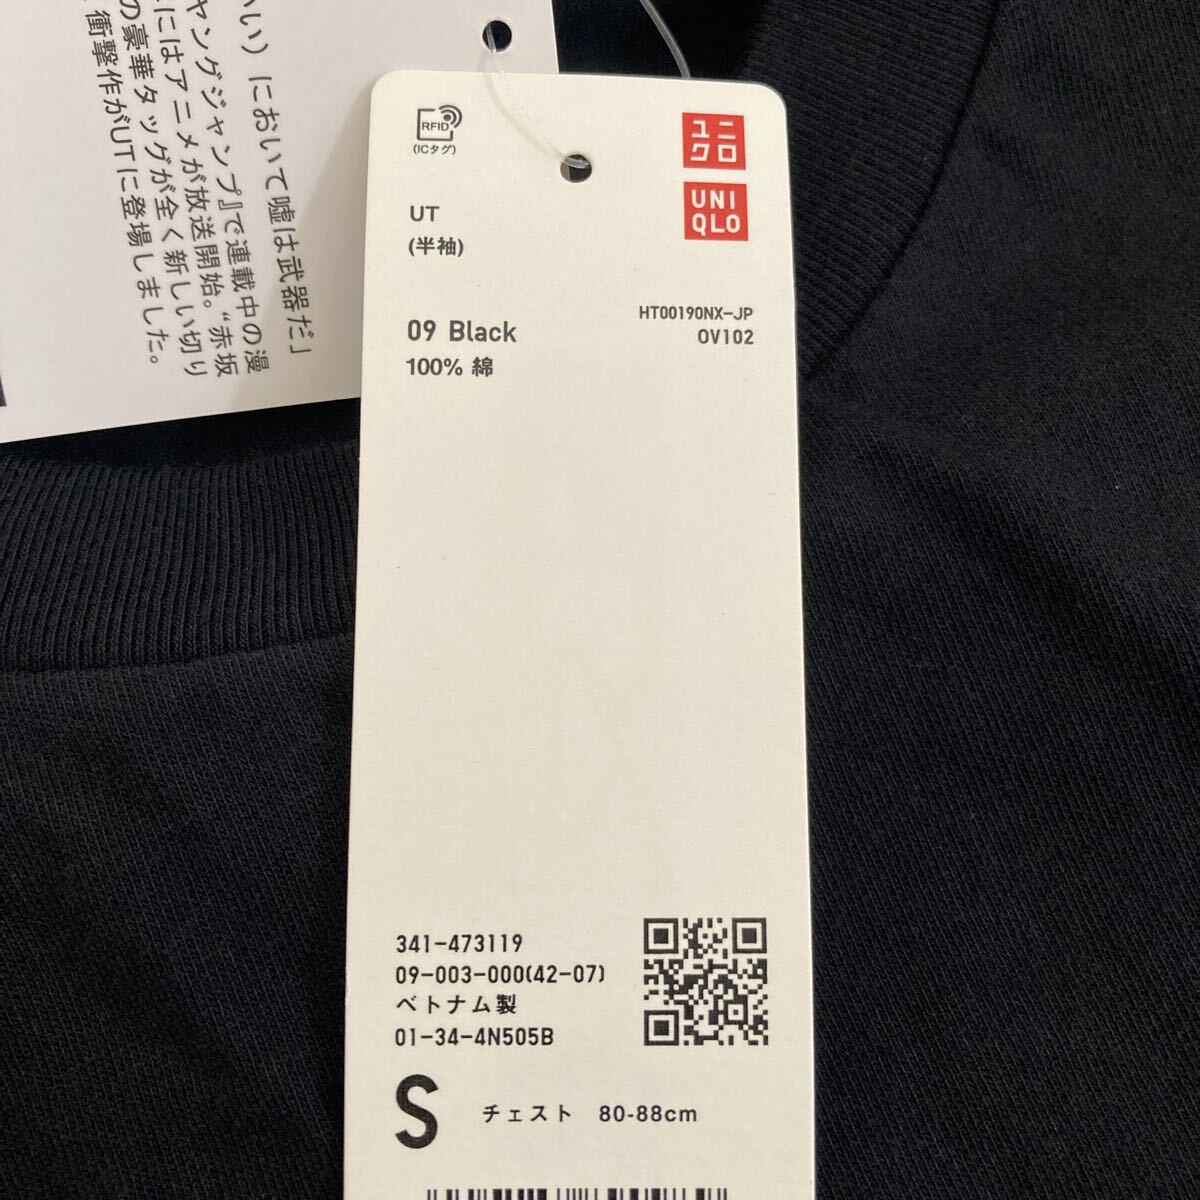 い）において嘘は武器だ」
ヤングジャンプ』で連載中の漫
にはアニメが放送開始。“赤坂
の豪華タッグが全く新しい切り
衝撃作がUTに登場しました。
RFID
(ICタグ)
ユニ
クロ
UNI
QLO
UT
(半袖)
HT00190NX-JP
OV102
09 Black
100% 綿
341-473119
09-003-000(42-07)
ベトナム製
01-34-4N505B
S チェスト 80-88cm